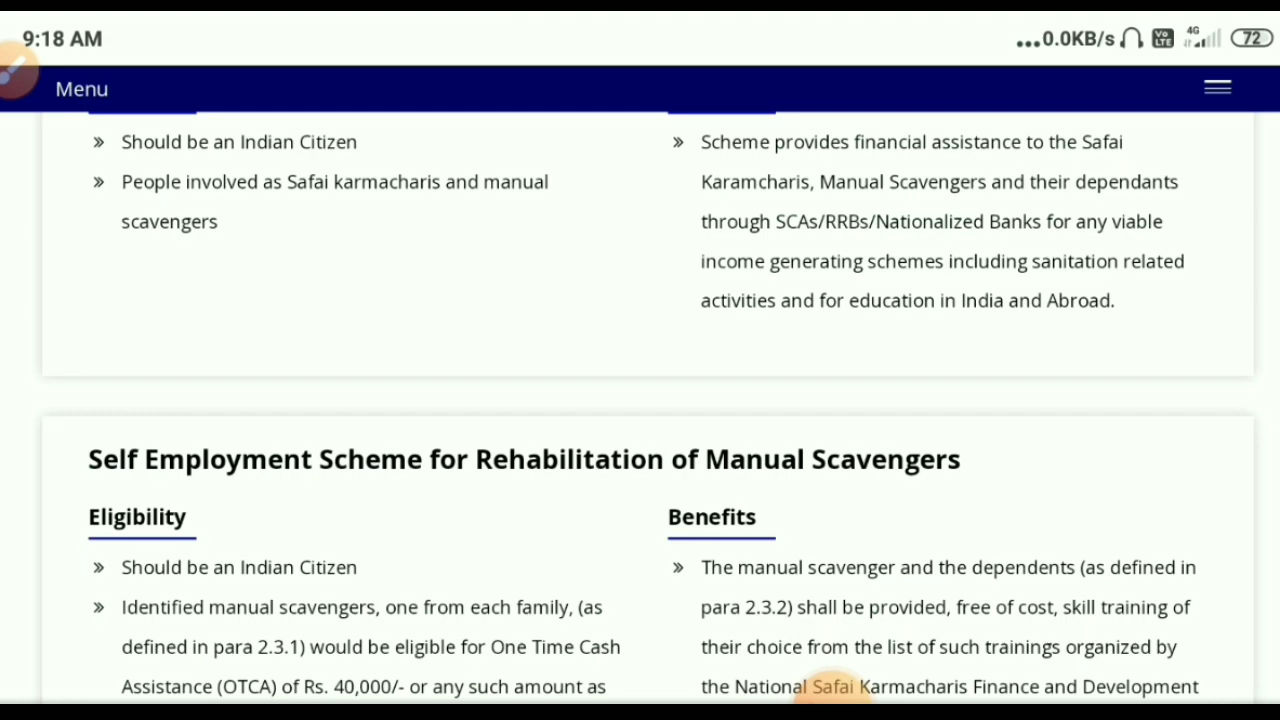 9:18 AM
...0.0KB/s Vo LTE 4G 72
Menu
» Should be an Indian Citizen
» People involved as Safai karmacharis and manual
scavengers
» Scheme provides financial assistance to the Safai
Karamcharis, Manual Scavengers and their dependants
through SCAs/RRBs/Nationalized Banks for any viable
income generating schemes including sanitation related
activities and for education in India and Abroad.
Self Employment Scheme for Rehabilitation of Manual Scavengers
Eligibility
» Should be an Indian Citizen
» Identified manual scavengers, one from each family, (as
defined in para 2.3.1) would be eligible for One Time Cash
Assistance (OTCA) of Rs. 40,000/- or any such amount as
Benefits
» The manual scavenger and the dependents (as defined in
para 2.3.2) shall be provided, free of cost, skill training of
their choice from the list of such trainings organized by
the National Safai Karmacharis Finance and Development